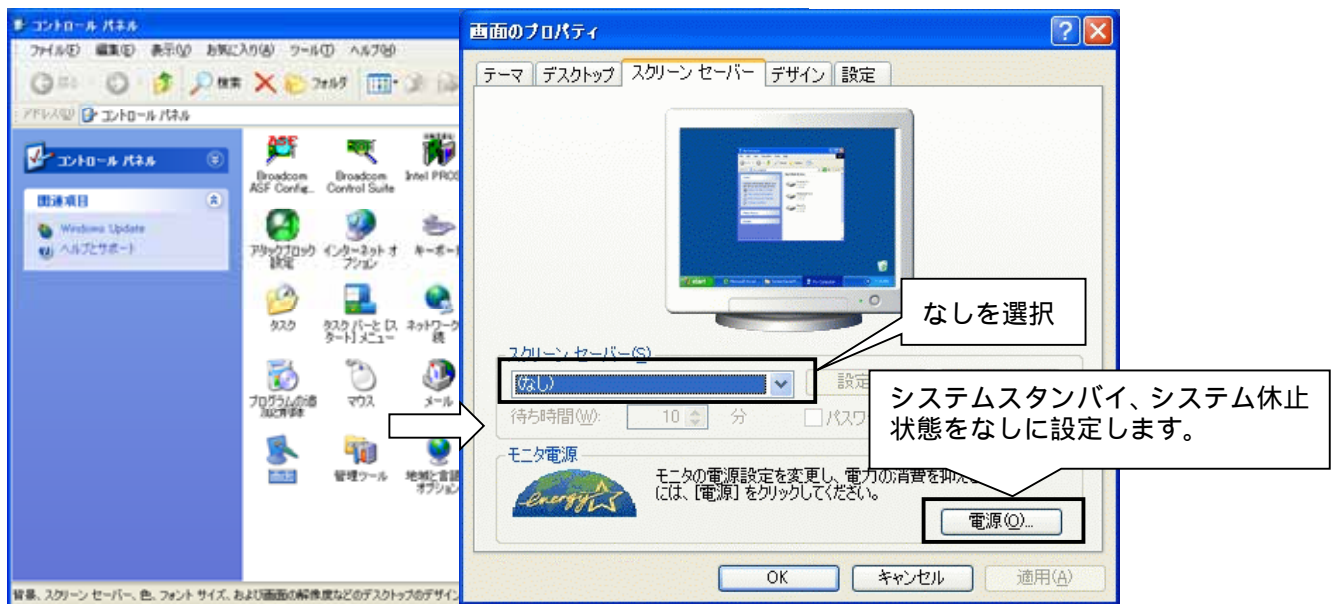 コントロール パネル
ファイル(F) 編集(E) 表示(V) お気に入り(A) ツール(T) ヘルプ(H)
戻る 検索 フォルダ
アドレス(D) コントロール パネル
コントロール パネル
関連項目
Windows Update
ヘルプとサポート
Broadcom ASF Config...
Broadcom Control Suite
Intel PROS
アタックブロック設定
インターネット オプション
キーボー
タスク
タスク バーと [スタート] メニュー
ネットワーク
続
プログラムの追加と削除
マウス
メール
管理ツール
地域と言語
オプション
背景、スクリーン セーバー、色、フォント サイズ、および画面の解像度などのデスクトップのデザイン
画面のプロパティ
テーマ デスクトップ スクリーン セーバー デザイン 設定
スクリーン セーバー(S)
(なし)
設定
待ち時間(W): 10 分
パスワ
モニタ電源
energy
モニタの電源設定を変更し、電力の消費を抑え
には、[電源] をクリックしてください。
電源(O)...
OK キャンセル 適用(A)
なしを選択
システムスタンバイ、システム休止
状態をなしに設定します。